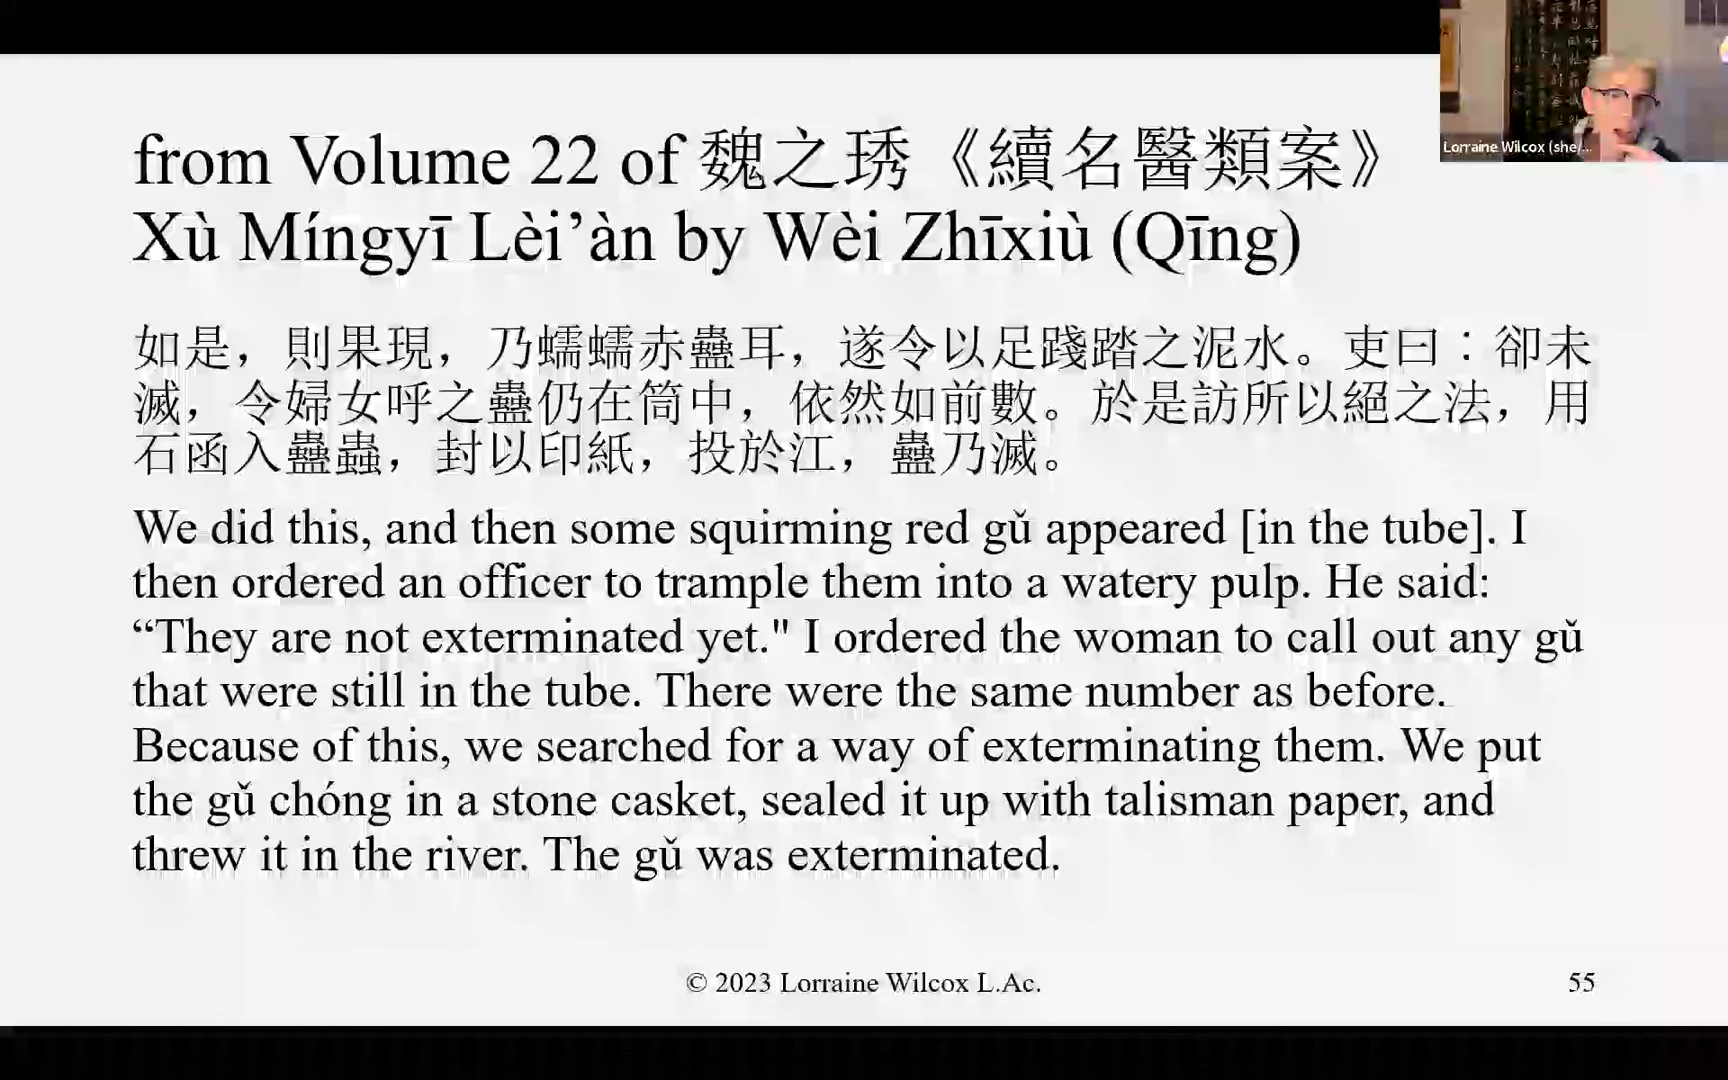 from Volume 22 of 魏之琇《續名醫類案》
Xù Míngyī Lèi’àn by Wèi Zhīxiù (Qīng)
如是，則果現，乃蠕蠕赤蠱耳，遂令以足踐踏之泥水。吏曰：卻未
滅，令婦女呼之蠱仍在筒中，依然如前數。於是訪所以絕之法，用
石函入蠱蟲，封以印紙，投於江，蠱乃滅。
We did this, and then some squirming red gǔ appeared [in the tube]. I
then ordered an officer to trample them into a watery pulp. He said:
“They are not exterminated yet." I ordered the woman to call out any gǔ
that were still in the tube. There were the same number as before.
Because of this, we searched for a way of exterminating them. We put
the gǔ chóng in a stone casket, sealed it up with talisman paper, and
threw it in the river. The gǔ was exterminated.
© 2023 Lorraine Wilcox L.Ac.
55
Lorraine Wilcox (she/...